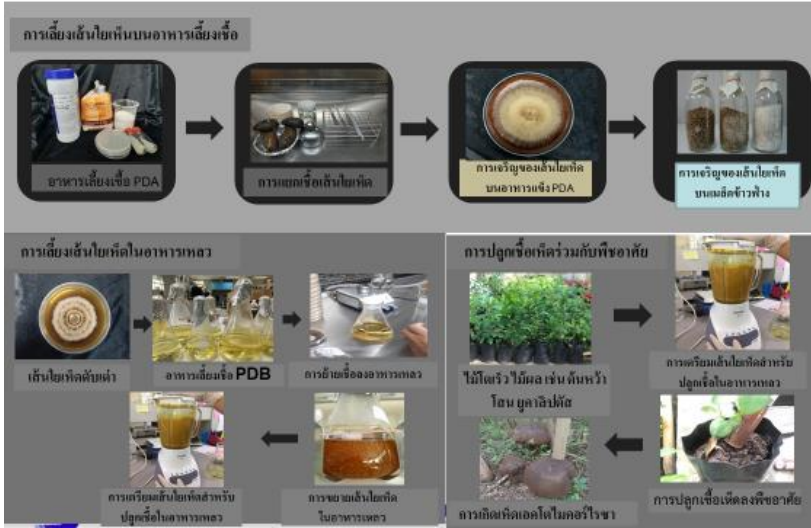 การเลี้ยงเส้นใยเห็นบนอาหารเลี้ยงเชื้อ
อาหารเลี้ยงเชื้อ PDA
การแยกเชื้อเส้นใยเห็ด
การเจริญของเส้นใยเห็ด
บนอาหารแข็ง PDA
การเจริญของเส้นใยเห็ด
บนเมล็ดข้าวฟ่าง
การเลี้ยงเส้นใยเห็ดในอาหารเหลว
เส้นใยเห็ดตับเต่า
อาหารเลี้ยงเชื้อ PDB
การย้ายเชื้อลงอาหารเหลว
การเตรียมเส้นใยเห็ดสำหรับ
ปลูกเชื้อในอาหารเหลว
การขยายเส้นใยเห็ด
ในอาหารเหลว
การปลูกเชื้อเห็ดร่วมกับพืชอาศัย
ไม้โตเร็ว ไม้ผล เช่น ต้นหว้า
โสน ยูคาลิปตัส
การเตรียมเส้นใยเห็ดสำหรับ
ปลูกเชื้อในอาหารเหลว
การเกิดเห็ดเอคโตไมคอร์ไรซา
การปลูกเชื้อเห็ดลงพืชอาศัย